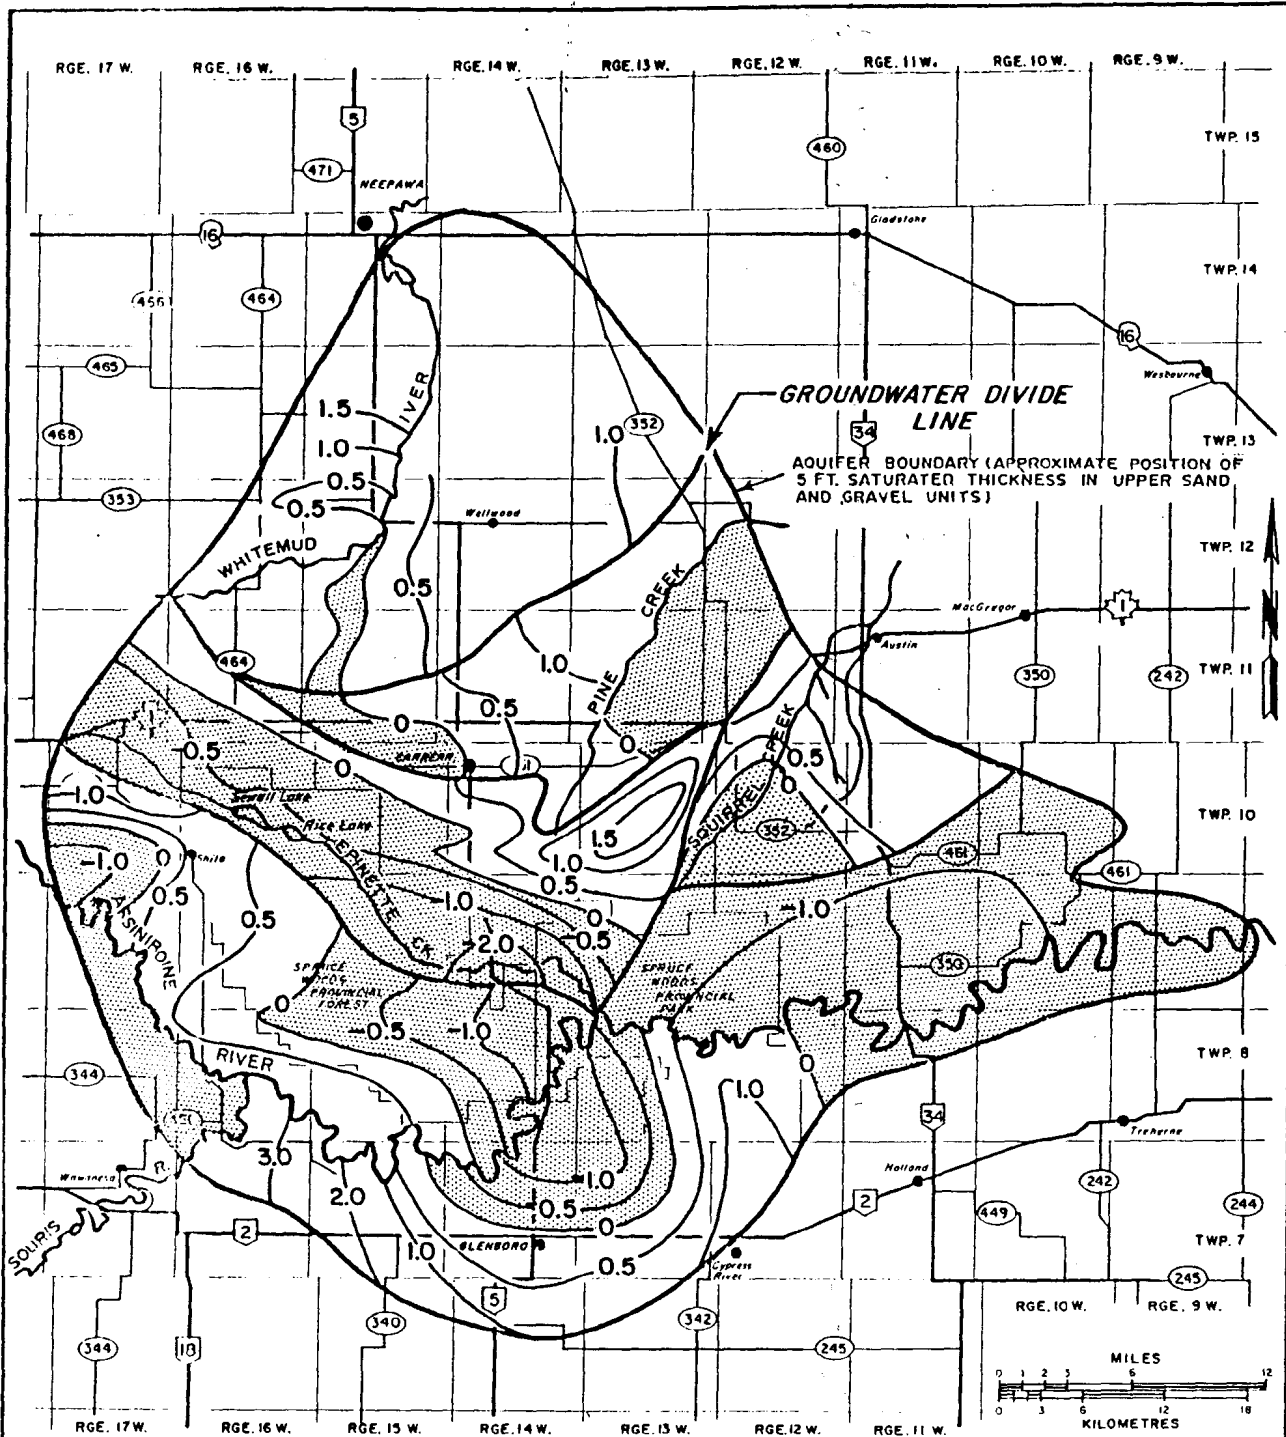 RGE. 17 W.
RGE. 16 W.
RGE. 14 W.
RGE. 13 W.
RGE. 12 W.
RGE. 11 W.
RGE. 10 W.
RGE. 9 W.
5
460
TWP. 15
471
NEEPAWA
16
Gladstone
TWP. 14
466
464
16
465
Westbourne
GROUNDWATER DIVIDE
LINE
RIVER
1.5
352
1.0
34
468
1.0
TWP. 13
AQUIFER BOUNDARY (APPROXIMATE POSITION OF
5 FT. SATURATED THICKNESS IN UPPER SAND
AND GRAVEL UNITS)
0.5
353
0.5
Wellwood
WHITEMUD
TWP. 12
0.5
CREEK
MacGregor
1
Austin
464
1.0
TWP. 11
350
242
PINE
0.5
0
0
SQUIRREL CREEK
-0.5
0.5
CARBERRY
0
0
-1.0
Sewell Lake
Rice Lake
TWP. 10
1.5
352
EPINETTE
CK.
Shilo
0
461
-1.0
1.0
461
0.5
0.5
0.5
-1.0
-1.0
0
ASSINIBOINE
-0.5
-2.0
350
SPRUCE
WOODS
PROVINCIAL
FOREST
SPRUCE
WOODS
PROVINCIAL
PARK
0
-0.5
-1.0
RIVER
TWP. 8
344
0
1.0
34
Treherne
351
3.0
Wawanesa
R.
Holland
2.0
-1.0
242
2
244
-0.5
449
0
SOURIS
2
TWP. 7
1.0
GLENBORO
0.5
Cypress
River
245
5
RGE. 10 W.
RGE. 9 W.
340
342
344
18
245
MILES
0 1 2 3 6 12
0 3 6 12 18
KILOMETRES
RGE. 17 W.
RGE. 16 W.
RGE. 15 W.
RGE. 14 W.
RGE. 13 W.
RGE. 12 W.
RGE. 11 W.